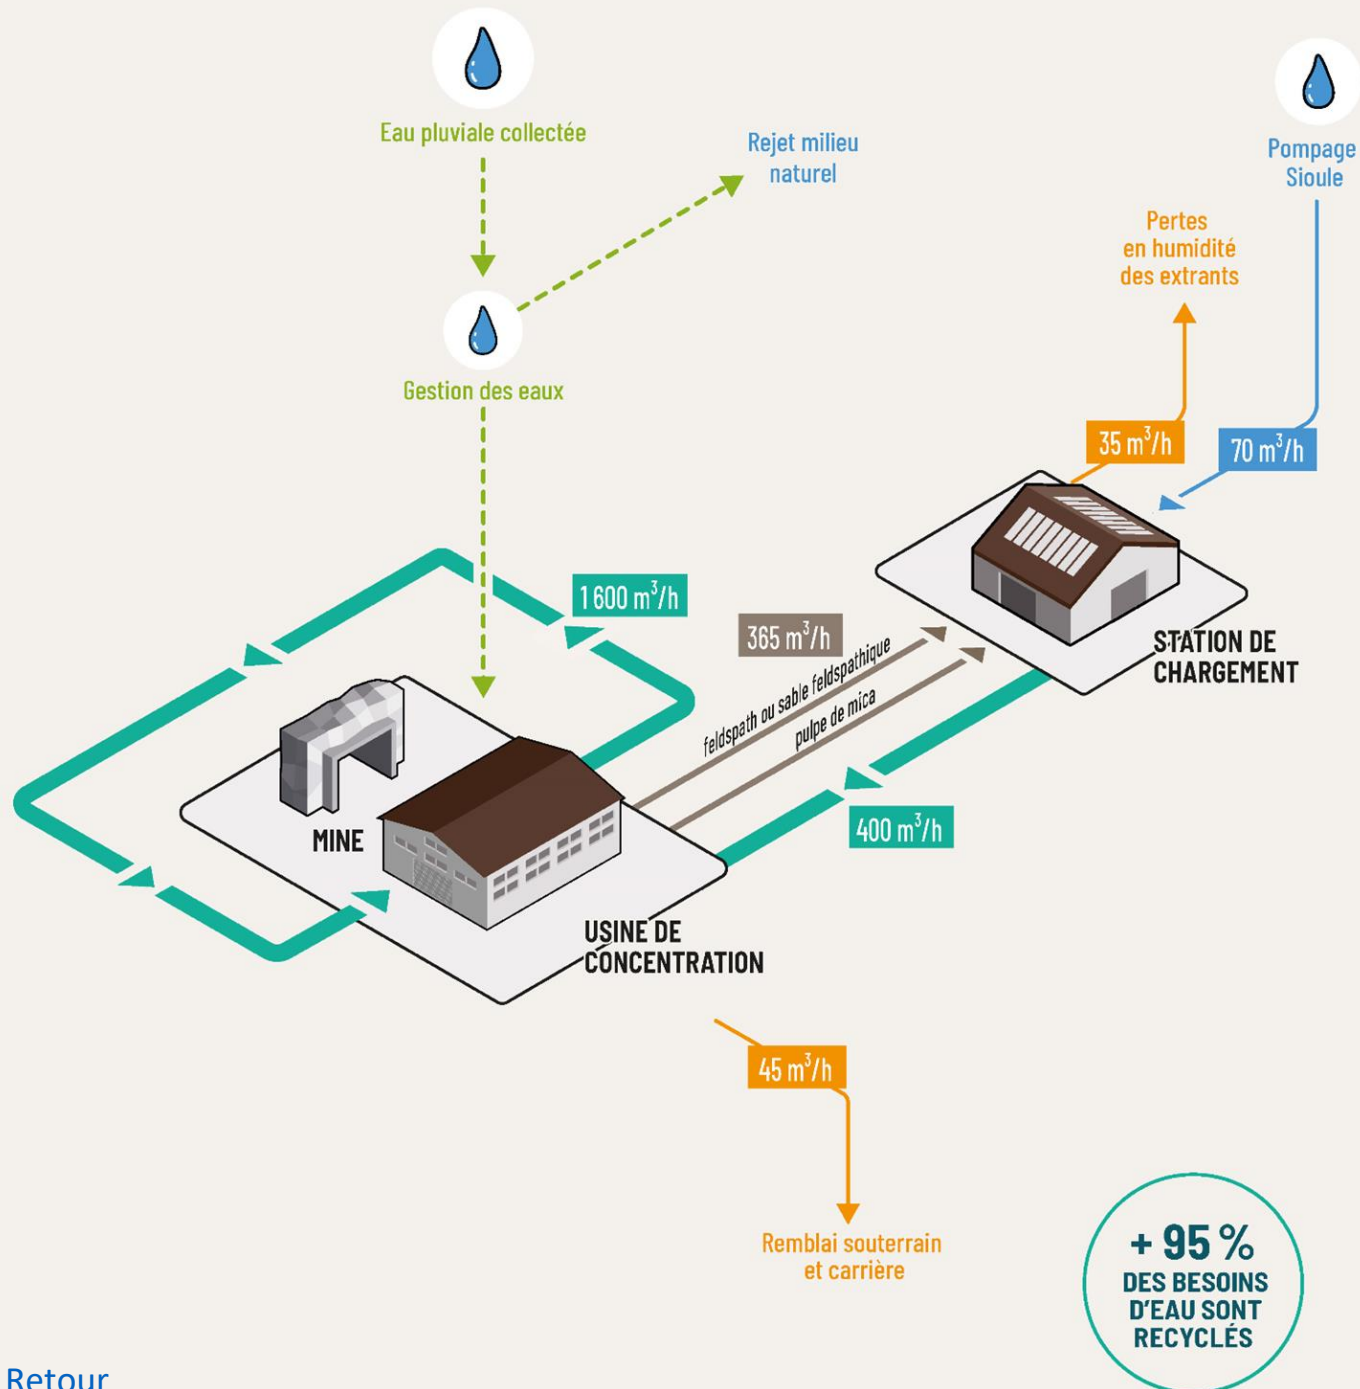 Eau pluviale collectée
Rejet milieu
naturel
Pompage
Sioule
Pertes
en humidité
des extrants
Gestion des eaux
35 m³/h
70 m³/h
1 600 m³/h
365 m³/h
feldspath ou sable feldspathique
pulpe de mica
STATION DE
CHARGEMENT
400 m³/h
MINE
USINE DE
CONCENTRATION
45 m³/h
Remblai souterrain
et carrière
+ 95 %
DES BESOINS
D'EAU SONT
RECYCLÉS
Retour